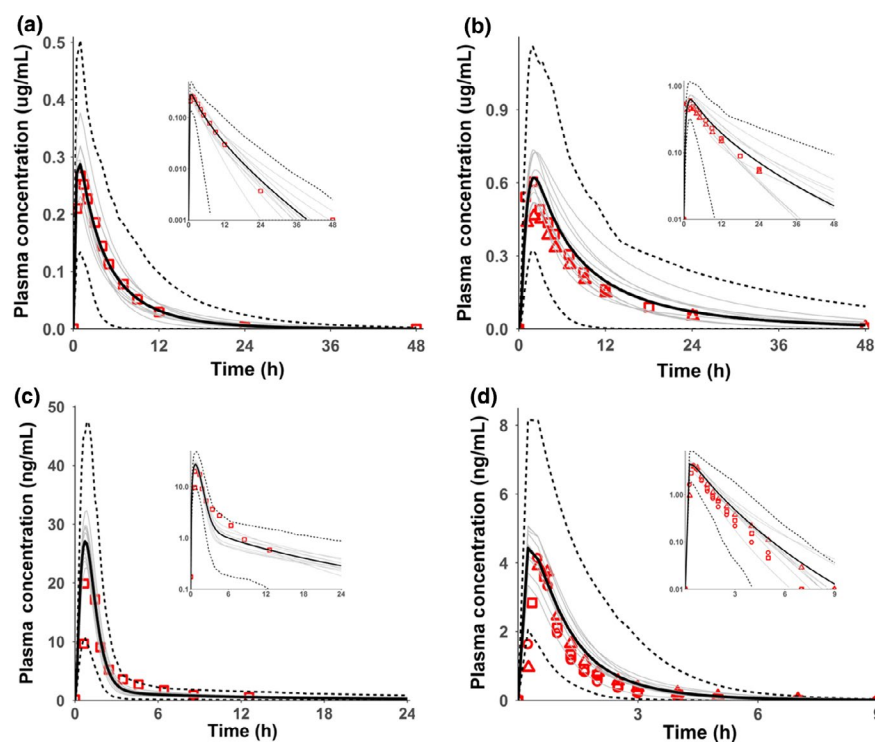 (a)
Plasma concentration (ug/mL)
0.5
0.4
0.3
0.2
0.1
0.0
0 12 24 36 48
Time (h)
0.100
0.010
0.001
0 12 24 36 48
(b)
Plasma concentration (ug/mL)
0.9
0.6
0.3
0.0
0 12 24 36 48
Time (h)
1.00
0.10
0.01
0 12 24 36 48
(c)
Plasma concentration (ng/mL)
50
40
30
20
10
0
0 6 12 18 24
Time (h)
10.0
1.0
0.1
0 6 12 18 24
(d)
Plasma concentration (ng/mL)
8
6
4
2
0
3 6 9
Time (h)
1.00
0.10
0.01
3 6 9